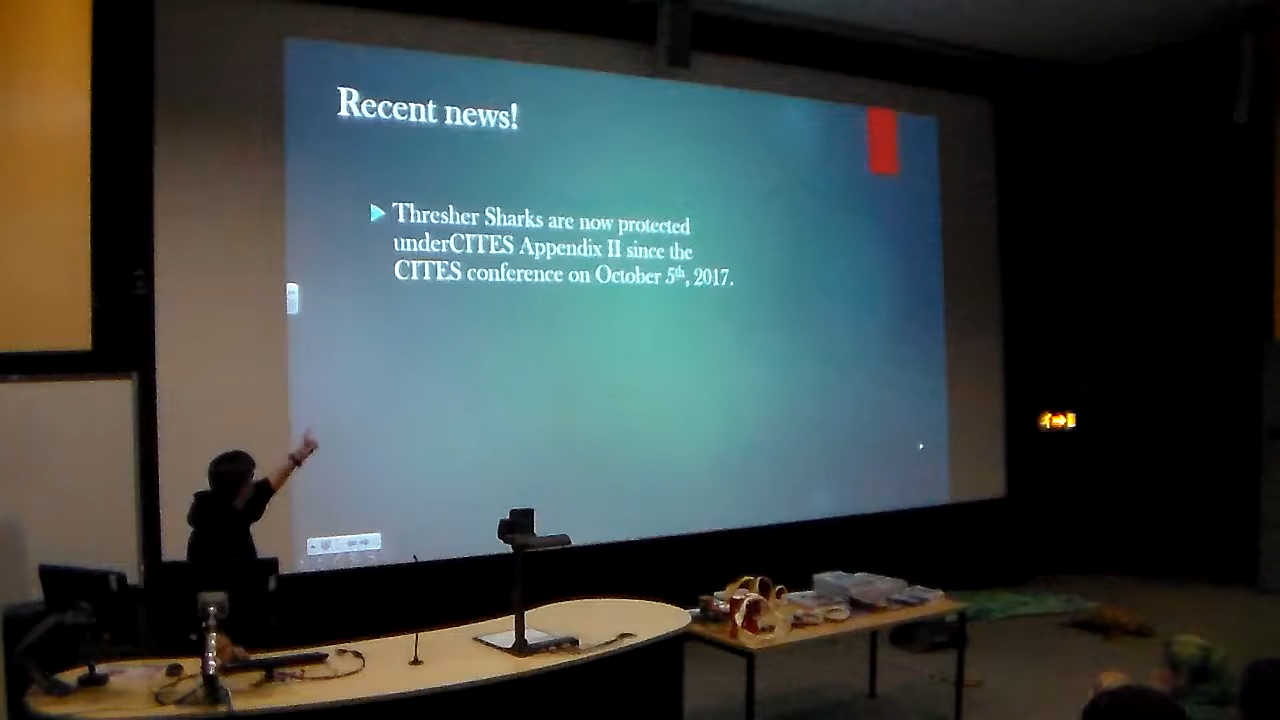 Recent news!
Thresher Sharks are now protected
underCITES Appendix II since the
CITES conference on October 5th, 2017.